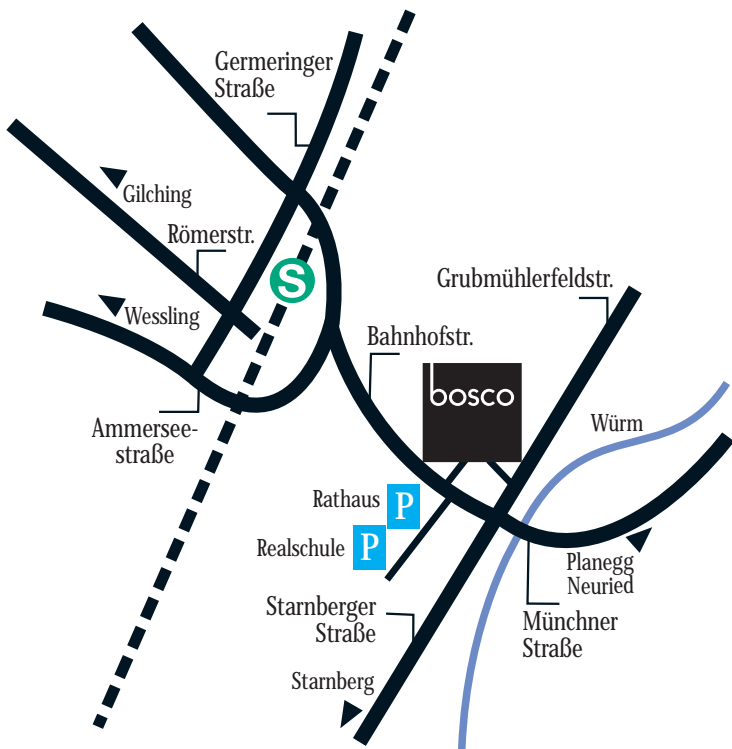 Germeringer
Straße
Gilching
Römerstr.
S
Grubmühlerfeldstr.
Wessling
Bahnhofstr.
bosco
Würm
Ammersee-
straße
Rathaus P
Realschule P
Planegg
Neuried
Starnberger
Straße
Münchner
Straße
Starnberg